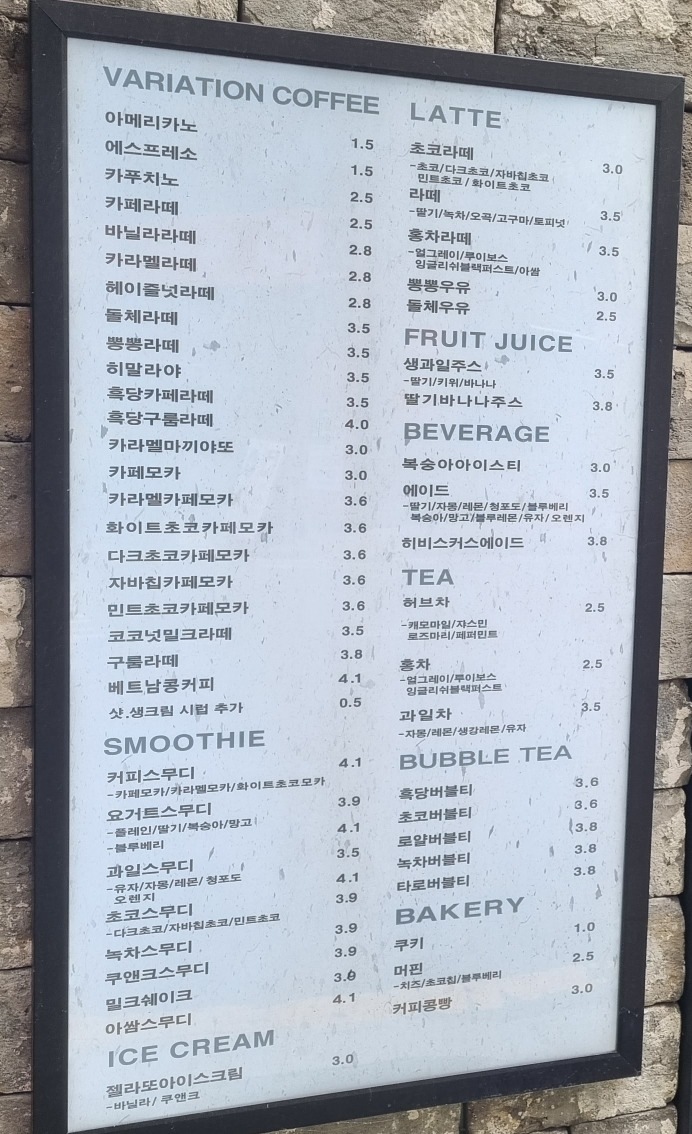 VARIATION COFFEE
아메리카노 1.5
에스프레소 1.5
카푸치노 2.5
카페라떼 2.5
바닐라라떼 2.8
카라멜라떼 2.8
헤이즐넛라떼 2.8
돌체라떼 3.5
뿅뿅라떼 3.5
히말라야 3.5
흑당카페라떼 3.5
흑당구룸라떼 4.0
카라멜마끼야또 3.0
카페모카 3.0
카라멜카페모카 3.6
화이트초코카페모카 3.6
다크초코카페모카 3.6
자바칩카페모카 3.6
민트초코카페모카 3.6
코코넛밀크라떼 3.5
구룸라떼 3.8
베트남콩커피 4.1
샷.생크림 시럽 추가 0.5
SMOOTHIE
커피스무디 4.1
-카페모카/카라멜모카/화이트초코모카
요거트스무디 3.9
-플레인/딸기/복숭아/망고 4.1
-블루베리
과일스무디 3.5
-유자/자몽/레몬/청포도 4.1
오렌지
초코스무디 3.9
-다크초코/자바칩초코/민트초코
녹차스무디 3.9
쿠앤크스무디 3.9
밀크쉐이크
아쌈스무디 4.1
ICE CREAM
젤라또아이스크림 3.0
-바닐라/ 쿠앤크
LATTE
초코라떼 3.0
-초코/다크초코/자바칩초코
민트초코/화이트초코
라떼 3.5
-딸기/녹차/오곡/고구마/토피넛
홍차라떼 3.5
-얼그레이/루이보스
잉글리쉬블랙퍼스트/아쌈
뿅뿅우유 3.0
돌체우유 2.5
FRUIT JUICE
생과일주스 3.5
-딸기/키위/바나나
딸기바나나주스 3.8
BEVERAGE
복숭아아이스티 3.0
에이드 3.5
-딸기/자몽/레몬/청포도/블루베리
복숭아/망고/블루레몬/유자/오렌지
히비스커스에이드 3.8
TEA
허브차 2.5
-캐모마일/쟈스민
로즈마리/페퍼민트
홍차 2.5
-얼그레이/루이보스
잉글리쉬블랙퍼스트
과일차 3.5
-자몽/레몬/생강레몬/유자
BUBBLE TEA
흑당버블티 3.6
초코버블티 3.6
로얄버블티 3.8
녹차버블티 3.8
타로버블티 3.8
BAKERY
쿠키 1.0
머핀 2.5
-치즈/초코칩/블루베리
커피콩빵 3.0